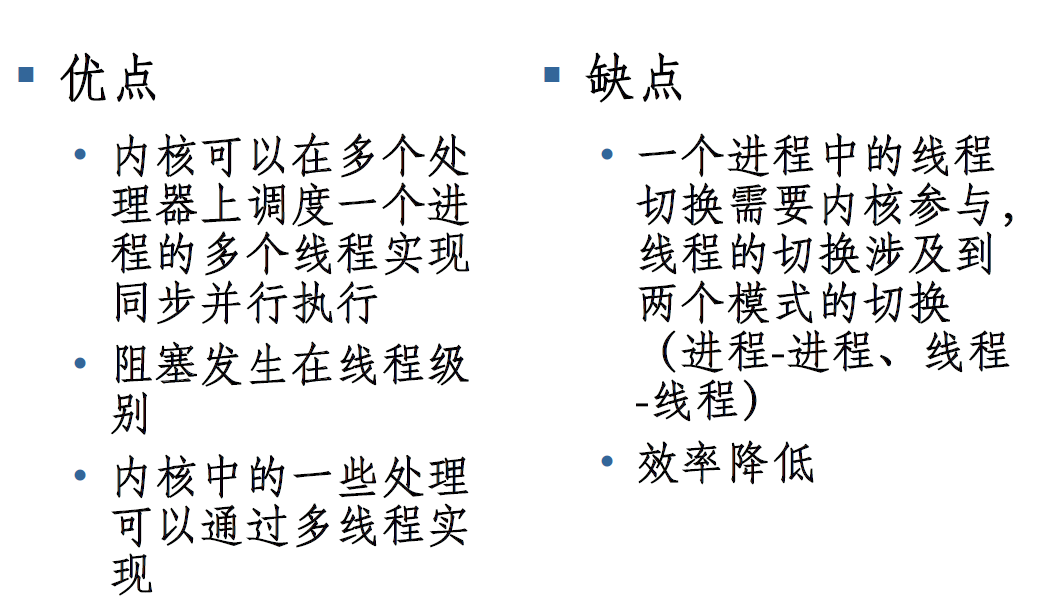 优点
内核可以在多个处
理器上调度一个进
程的多个线程实现
同步并行执行
阻塞发生在线程级
别
内核中的一些处理
可以通过多线程实
现
缺点
一个进程中的线程
切换需要内核参与，
线程的切换涉及到
两个模式的切换
（进程-进程、线程
-线程）
效率降低